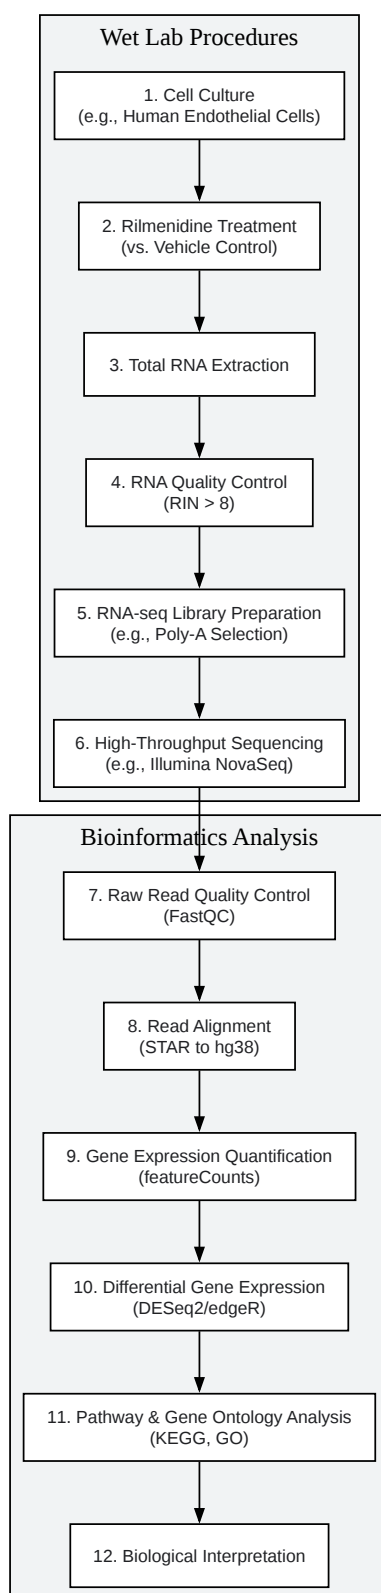 Wet Lab Procedures
1. Cell Culture
(e.g., Human Endothelial Cells)
2. Rilmenidine Treatment
(vs. Vehicle Control)
3. Total RNA Extraction
4. RNA Quality Control
(RIN > 8)
5. RNA-seq Library Preparation
(e.g., Poly-A Selection)
6. High-Throughput Sequencing
(e.g., Illumina NovaSeq)
Bioinformatics Analysis
7. Raw Read Quality Control
(FastQC)
8. Read Alignment
(STAR to hg38)
9. Gene Expression Quantification
(featureCounts)
10. Differential Gene Expression
(DESeq2/edgeR)
11. Pathway & Gene Ontology Analysis
(KEGG, GO)
12. Biological Interpretation